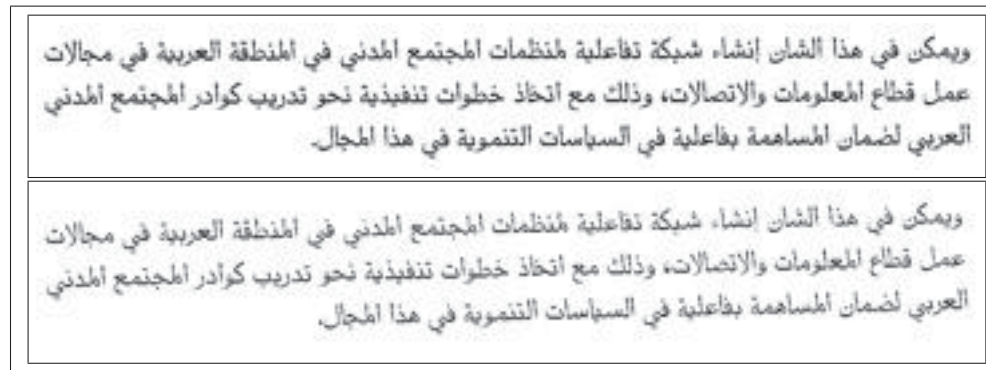 ويمكن في هذا الشأن إنشاء شبكة تفاعلية لمنظمات المجتمع المدني في المنطقة العربية في مجالات
عمل قطاع المعلومات والاتصالات، وذلك مع اتخاذ خطوات تنفيذية نحو تدريب كوادر المجتمع المدني
العربي لضمان المساهمة بفاعلية في السياسات التنموية في هذا المجال.
ويمكن في هذا الشأن إنشاء شبكة تفاعلية لمنظمات المجتمع المدني في المنطقة العربية في مجالات
عمل قطاع المعلومات والاتصالات، وذلك مع اتخاذ خطوات تنفيذية نحو تدريب كوادر المجتمع المدني
العربي لضمان المساهمة بفاعلية في السياسات التنموية في هذا المجال.